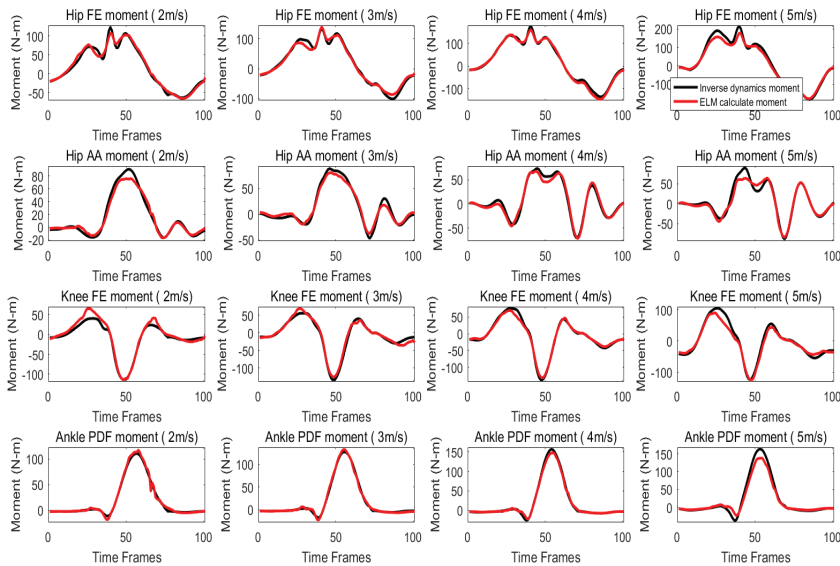 Hip FE moment ( 2m/s)
Hip FE moment ( 3m/s)
Hip FE moment ( 4m/s)
Hip FE moment ( 5m/s)
Moment (N-m)
100
50
0
-50
0
50
100
Time Frames
Moment (N-m)
100
0
-100
0
50
100
Time Frames
Moment (N-m)
100
0
-100
0
50
100
Time Frames
Moment (N-m)
200
100
0
-100
0
50
100
Time Frames
Inverse dynamics moment
ELM calculate moment
Hip AA moment ( 2m/s)
Hip AA moment ( 3m/s)
Hip AA moment ( 4m/s)
Hip AA moment ( 5m/s)
Moment (N-m)
80
60
40
20
0
-20
0
50
100
Time Frames
Moment (N-m)
50
0
0
50
100
Time Frames
Moment (N-m)
50
0
-50
0
50
100
Time Frames
Moment (N-m)
50
0
-50
0
50
100
Time Frames
Knee FE moment ( 2m/s)
Knee FE moment ( 3m/s)
Knee FE moment ( 4m/s)
Knee FE moment ( 5m/s)
Moment (N-m)
50
0
-50
-100
0
50
100
Time Frames
Moment (N-m)
50
0
-50
-100
0
50
100
Time Frames
Moment (N-m)
50
0
-50
-100
0
50
100
Time Frames
Moment (N-m)
100
0
-100
0
50
100
Time Frames
Ankle PDF moment ( 2m/s)
Ankle PDF moment ( 3m/s)
Ankle PDF moment ( 4m/s)
Ankle PDF moment ( 5m/s)
Moment (N-m)
100
50
0
0
50
100
Time Frames
Moment (N-m)
100
50
0
0
50
100
Time Frames
Moment (N-m)
150
100
50
0
0
50
100
Time Frames
Moment (N-m)
150
100
50
0
0
50
100
Time Frames